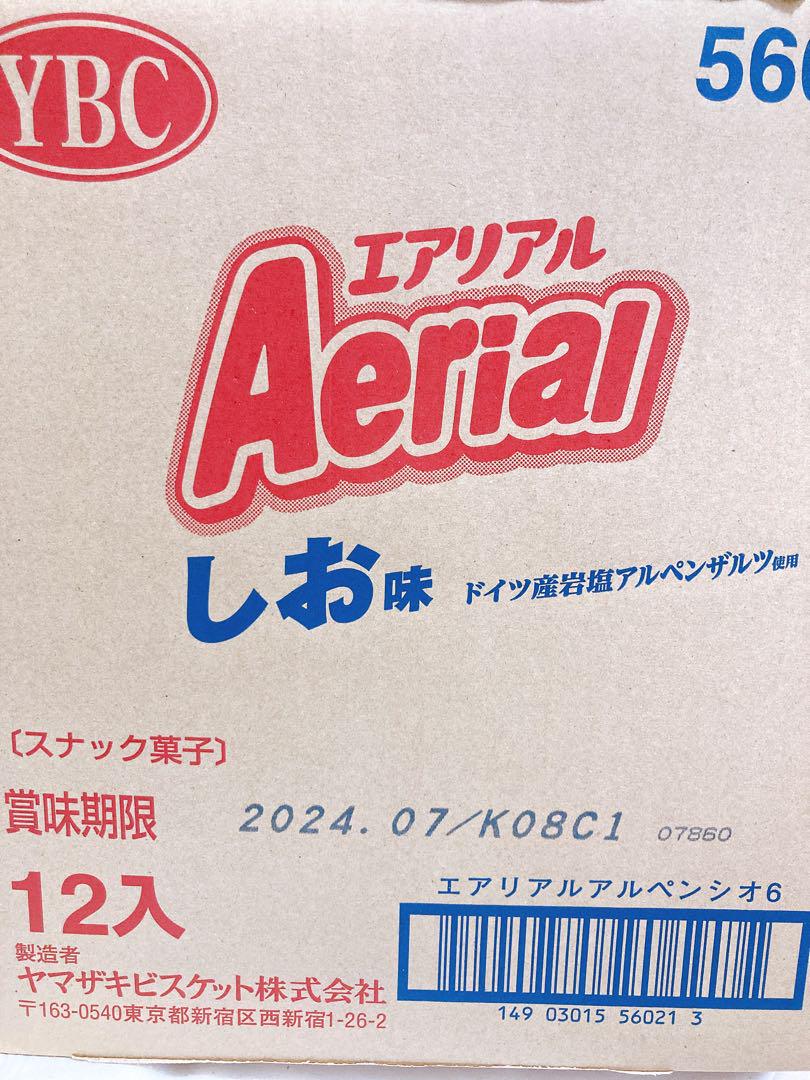 YBC
エアリアル
Aerial
しお味 ドイツ産岩塩アルペンザルツ使用
〔スナック菓子〕
賞味期限 2024.07/K08C1 07860
12入
エアリアルアルペンシオ6
製造者
ヤマザキビスケット株式会社
〒163-0540東京都新宿区西新宿1-26-2
149 03015 56021 3